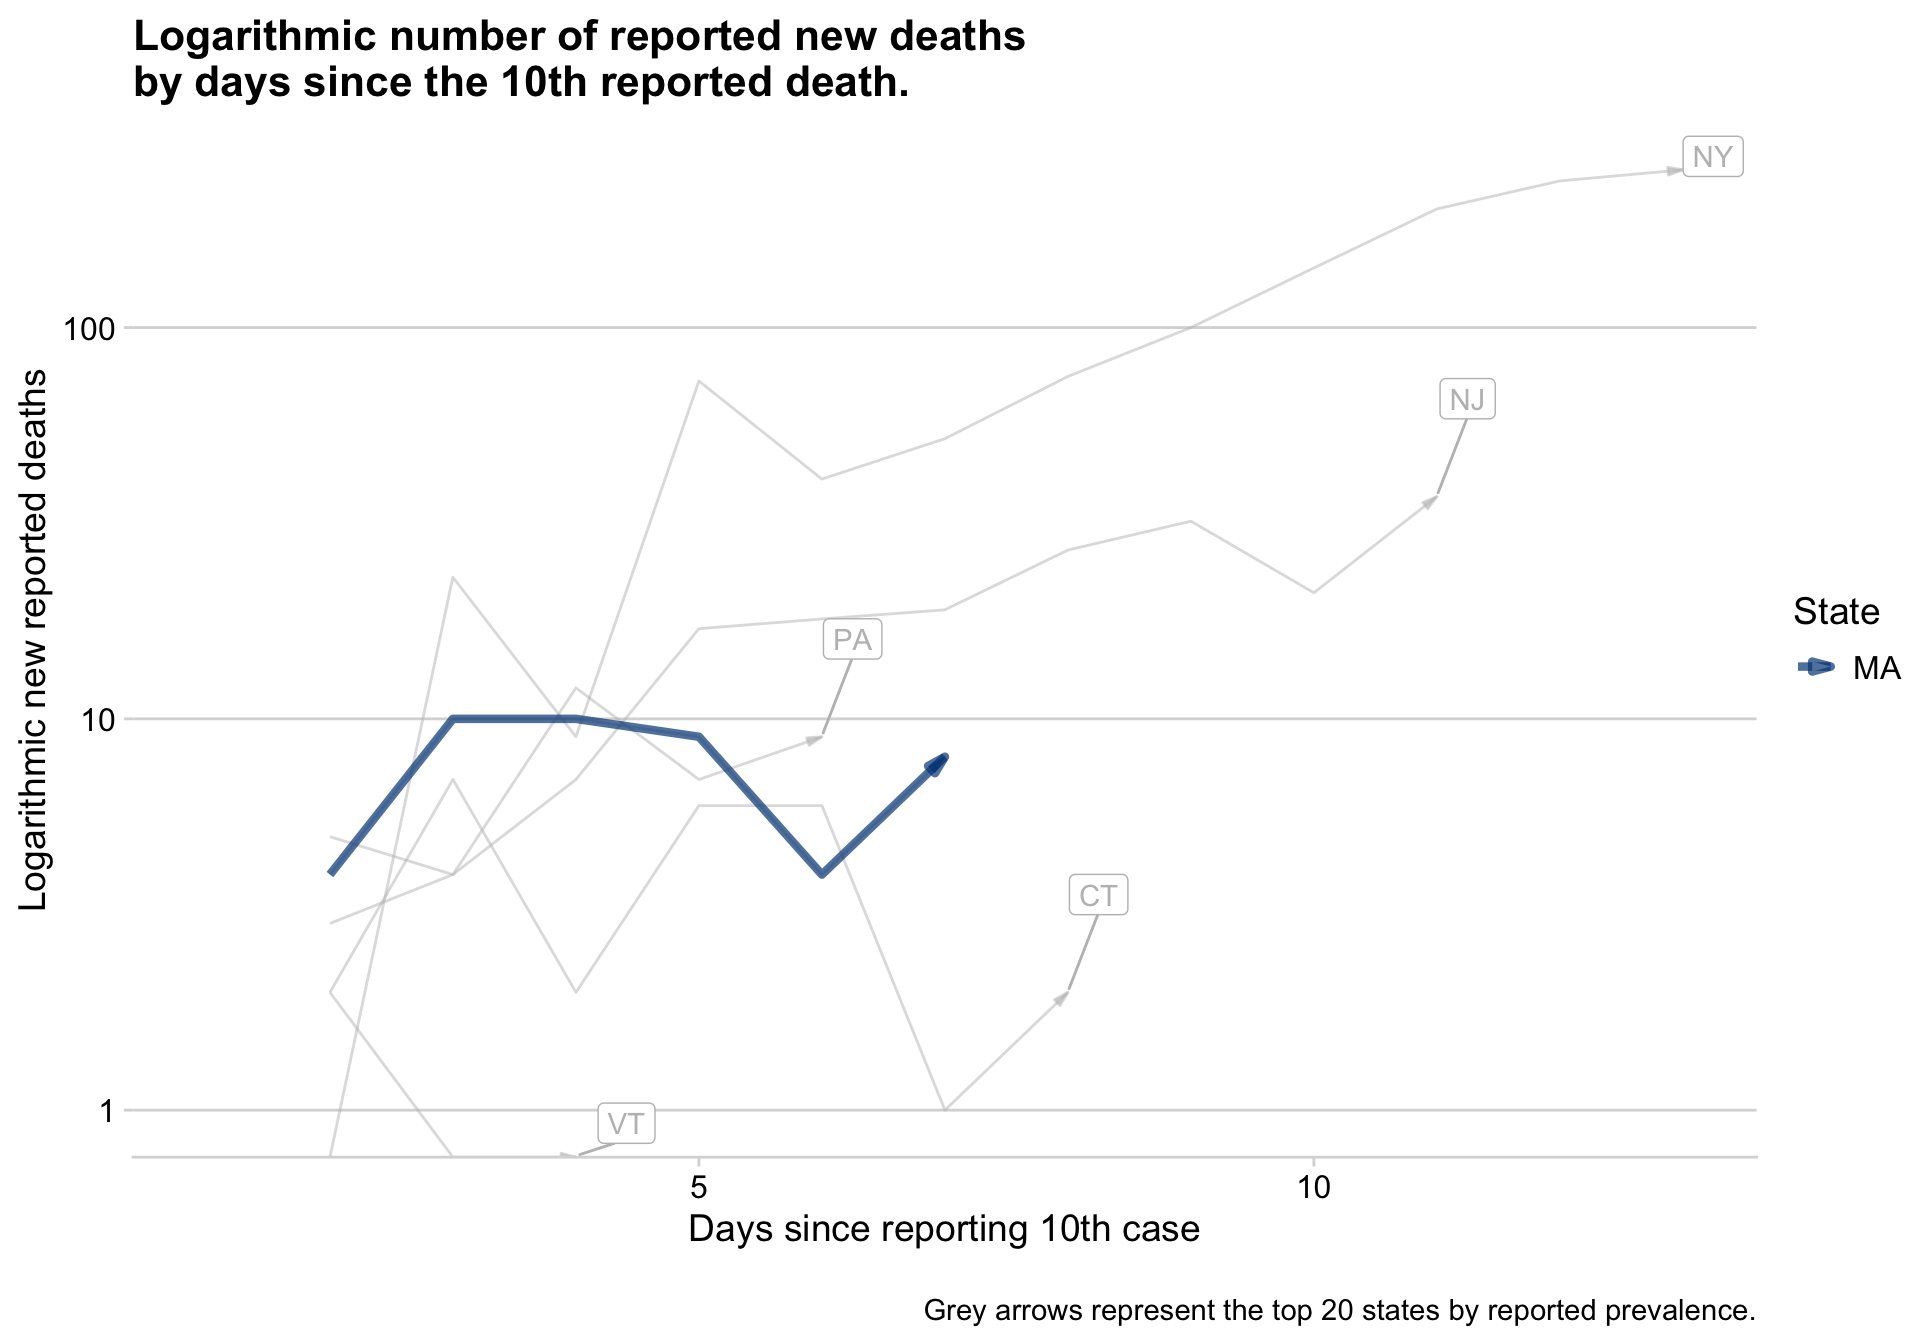 Logarithmic number of reported new deaths
by days since the 10th reported death.
NY
100
NJ
Logarithmic new reported deaths
State
PA
MA
10
CT
1
VT
5
10
Days since reporting 10th case
Grey arrows represent the top 20 states by reported prevalence.